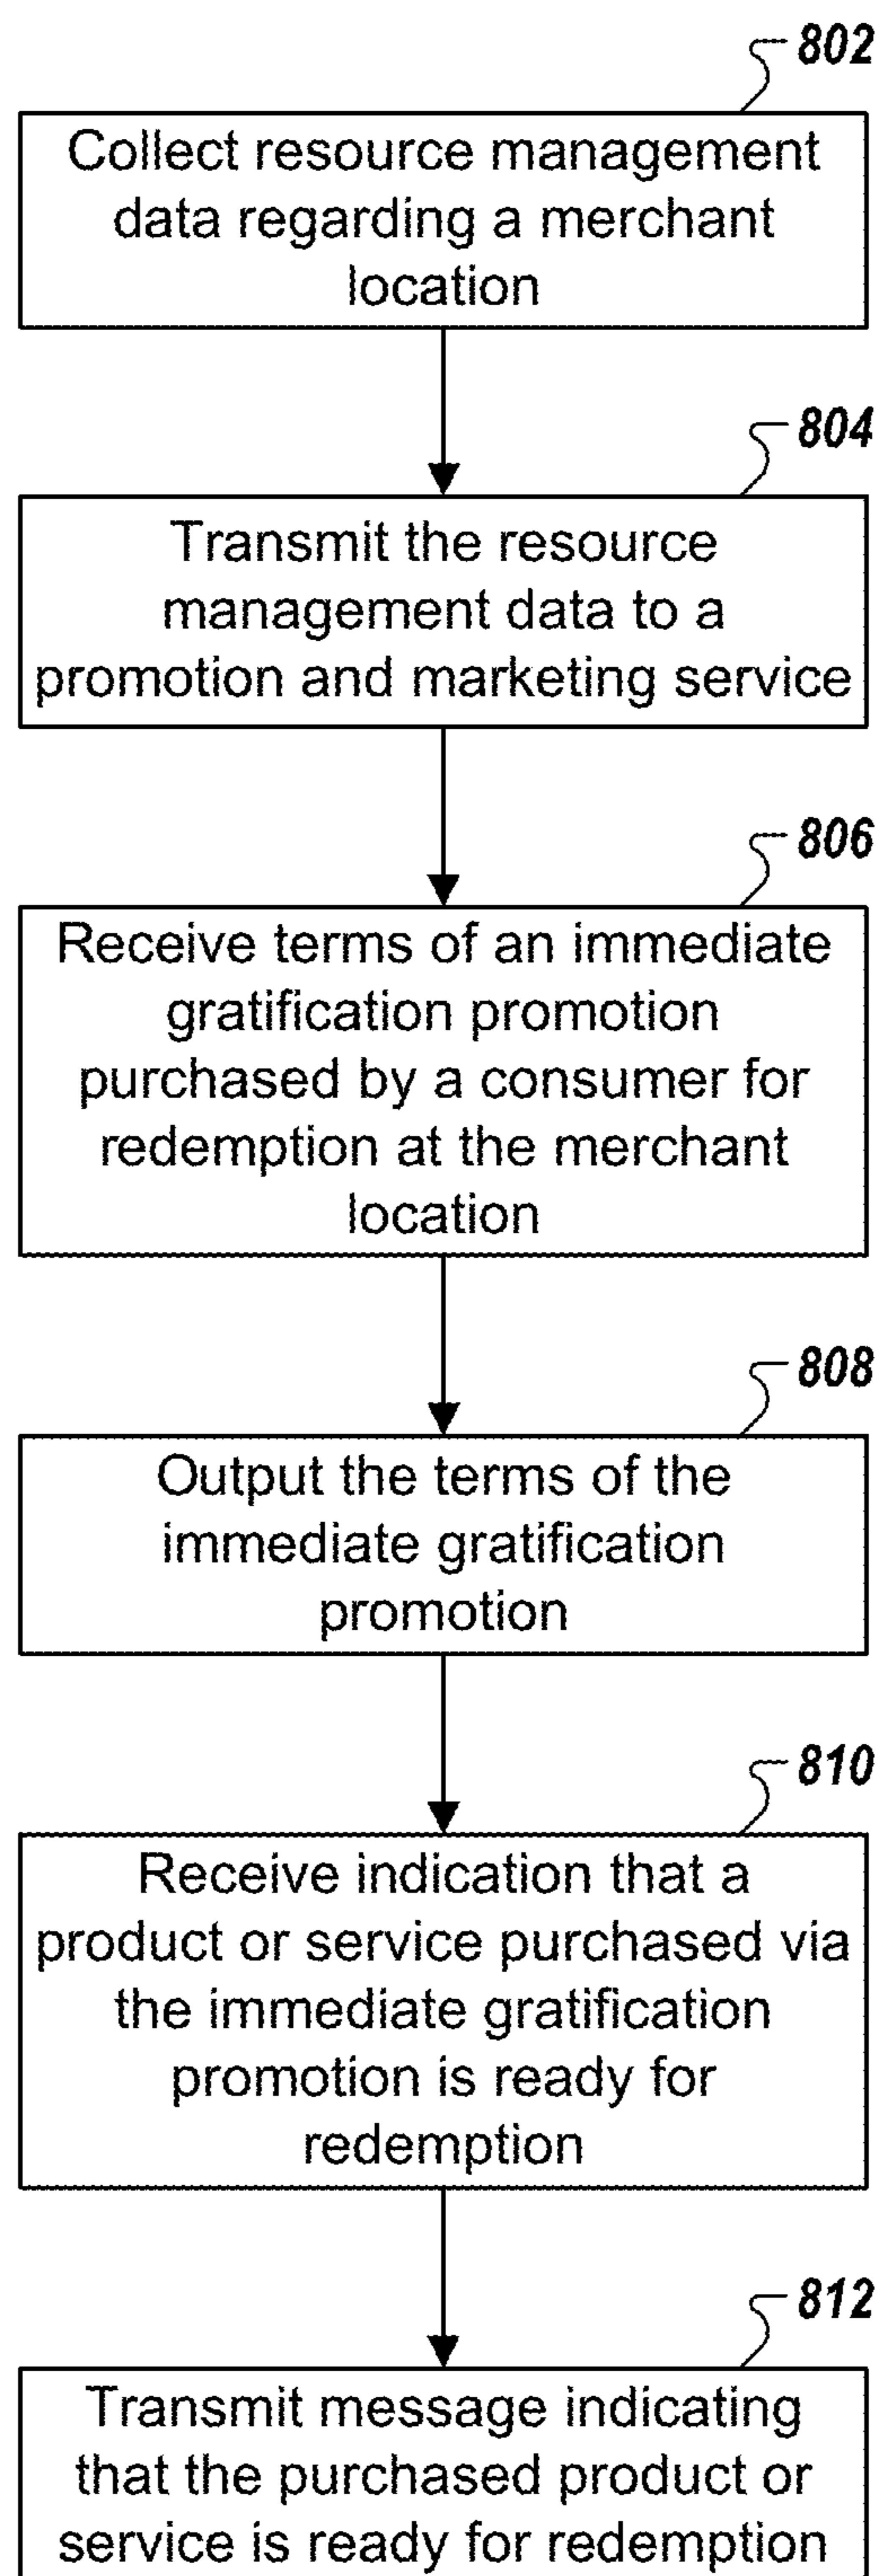 802
Collect resource management
data regarding a merchant
location
804
Transmit the resource
management data to a
promotion and marketing service
806
Receive terms of an immediate
gratification promotion
purchased by a consumer for
redemption at the merchant
location
808
Output the terms of the
immediate gratification
promotion
810
Receive indication that a
product or service purchased via
the immediate gratification
promotion is ready for
redemption
812
Transmit message indicating
that the purchased product or
service is ready for redemption